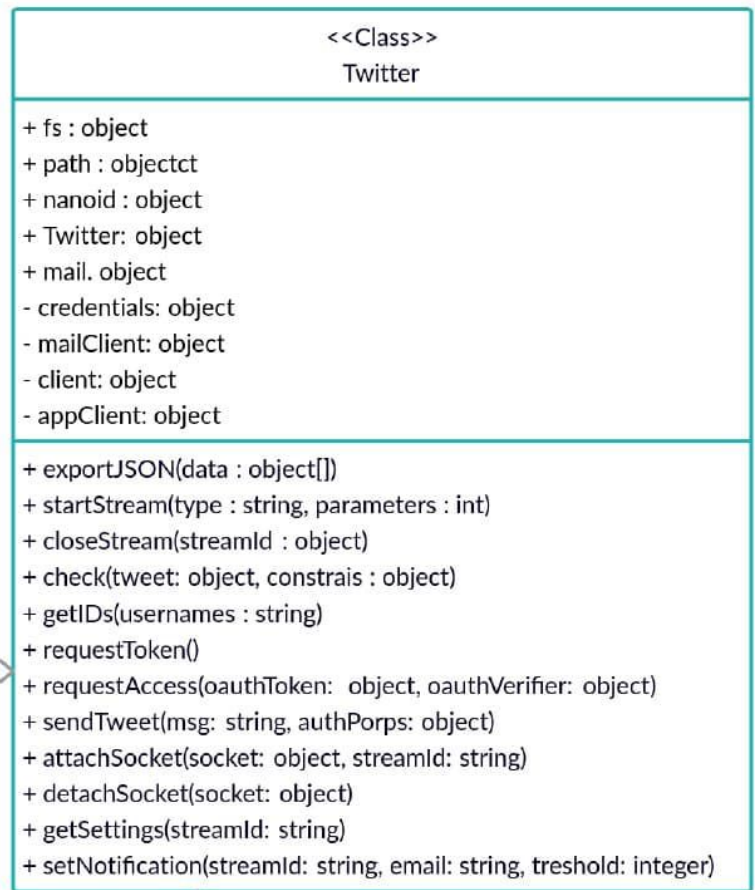 <<Class>>
Twitter
+ fs : object
+ path : objectct
+ nanoid : object
+ Twitter: object
+ mail. object
- credentials: object
- mailClient: object
- client: object
- appClient: object
+ exportJSON(data : object[])
+ startStream(type : string, parameters : int)
+ closeStream(streamId : object)
+ check(tweet: object, constrais : object)
+ getIDs(usernames : string)
+ requestToken()
+ requestAccess(oauthToken: object, oauthVerifier: object)
+ sendTweet(msg: string, authPorps: object)
+ attachSocket(socket: object, streamId: string)
+ detachSocket(socket: object)
+ getSettings(streamId: string)
+ setNotification(streamId: string, email: string, treshold: integer)